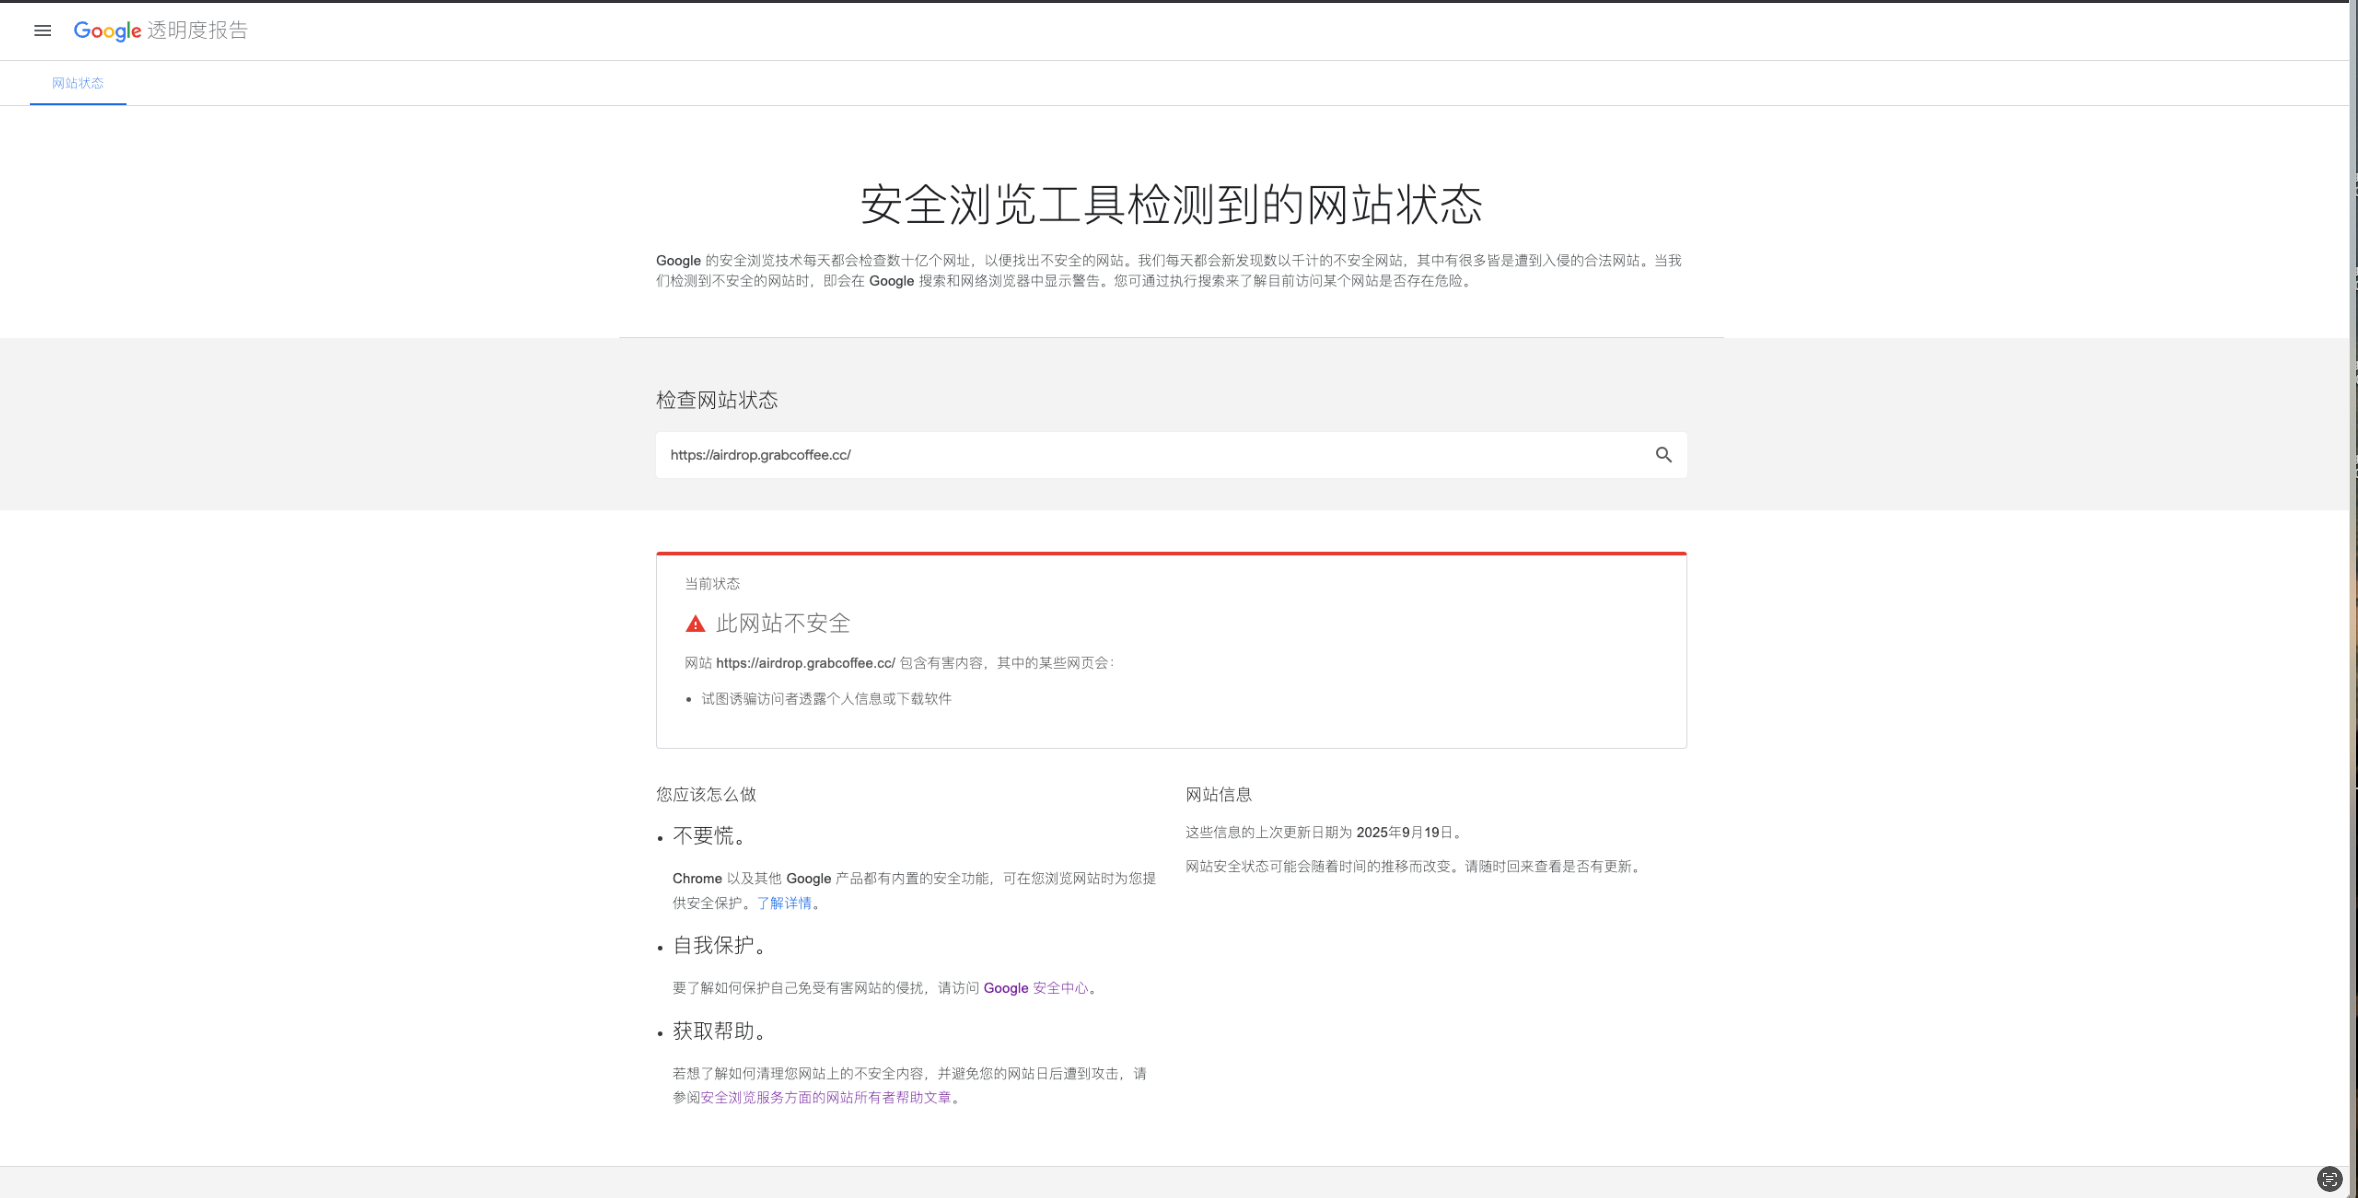 Google 透明度报告
网站状态
安全浏览工具检测到的网站状态
Google 的安全浏览技术每天都会检查数十亿个网址，以便找出不安全的网站。我们每天都会新发现数以千计的不安全网站，其中有很多皆是遭到入侵的合法网站。当我
们检测到不安全的网站时，即会在 Google 搜索和网络浏览器中显示警告。您可通过执行搜索来了解目前访问某个网站是否存在危险。
检查网站状态
https://airdrop.grabcoffee.cc/
当前状态
此网站不安全
网站 https://airdrop.grabcoffee.cc/ 包含有害内容，其中的某些网页会：
• 试图诱骗访问者透露个人信息或下载软件
您应该怎么做
• 不要慌。
Chrome 以及其他 Google 产品都有内置的安全功能，可在您浏览网站时为您提
供安全保护。了解详情。
• 自我保护。
要了解如何保护自己免受有害网站的侵扰，请访问 Google 安全中心。
• 获取帮助。
若想了解如何清理您网站上的不安全内容，并避免您的网站日后遭到攻击，请
参阅安全浏览服务方面的网站所有者帮助文章。
网站信息
这些信息的上次更新日期为 2025年9月19日。
网站安全状态可能会随着时间的推移而改变。请随时回来查看是否有更新。